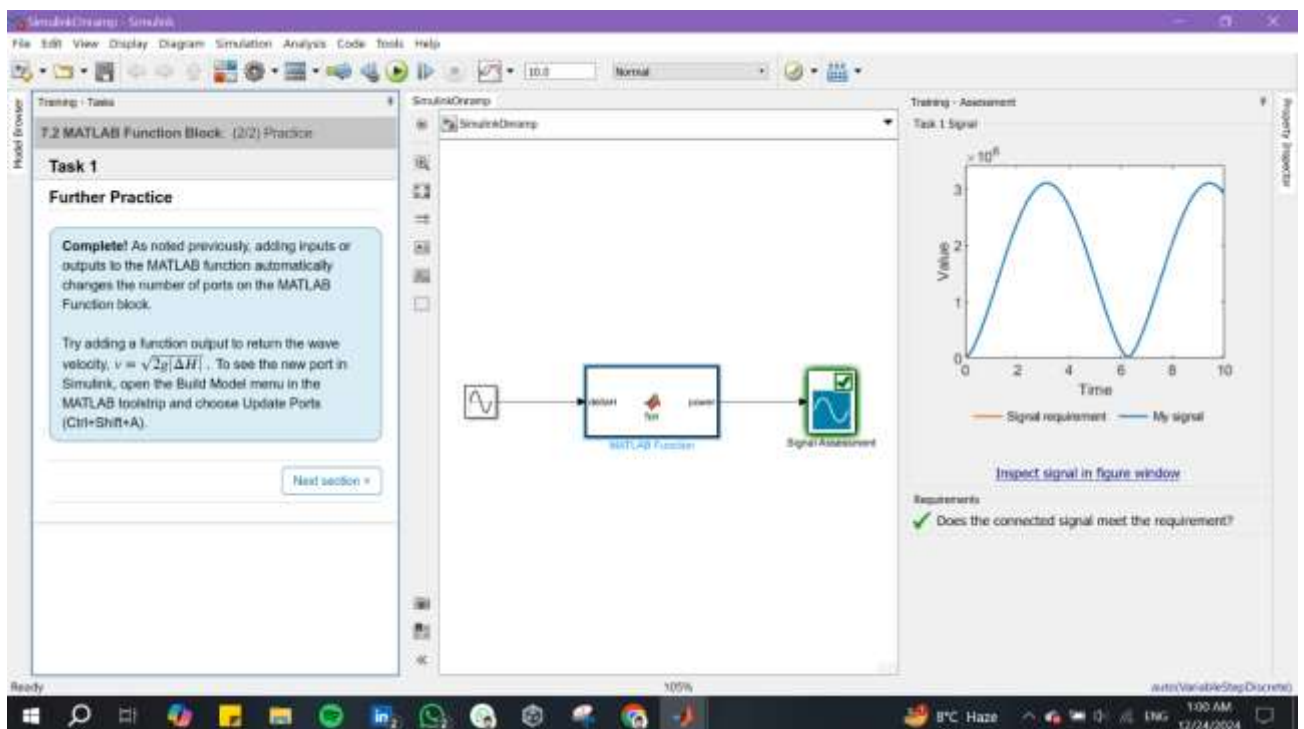 SimulinkOnramp - Simulink
File Edit View Display Diagram Simulation Analysis Code Tools Help
10.0
Normal
Model Browser
Training - Tasks
7.2 MATLAB Function Block: (2/2) Practice
Task 1
Further Practice
Complete! As noted previously, adding inputs or
outputs to the MATLAB function automatically
changes the number of ports on the MATLAB
Function block.
Try adding a function output to return the wave
velocity, v = √2g|ΔH| . To see the new port in
Simulink, open the Build Model menu in the
MATLAB toolstrip and choose Update Ports
(Ctrl+Shift+A).
Next section »
SimulinkOnramp
SimulinkOnramp
deltaH
fcn
power
MATLAB Function
Signal Assessment
Training - Assessment
Task 1 Signal
× 10⁶
3
2
1
0
Value
0 2 4 6 8 10
Time
Signal requirement My signal
Inspect signal in figure window
Requirements
Does the connected signal meet the requirement?
Property Inspector
Ready
105%
auto(VariableStepDiscrete)
8°C Haze
ENG
1:00 AM
12/24/2024